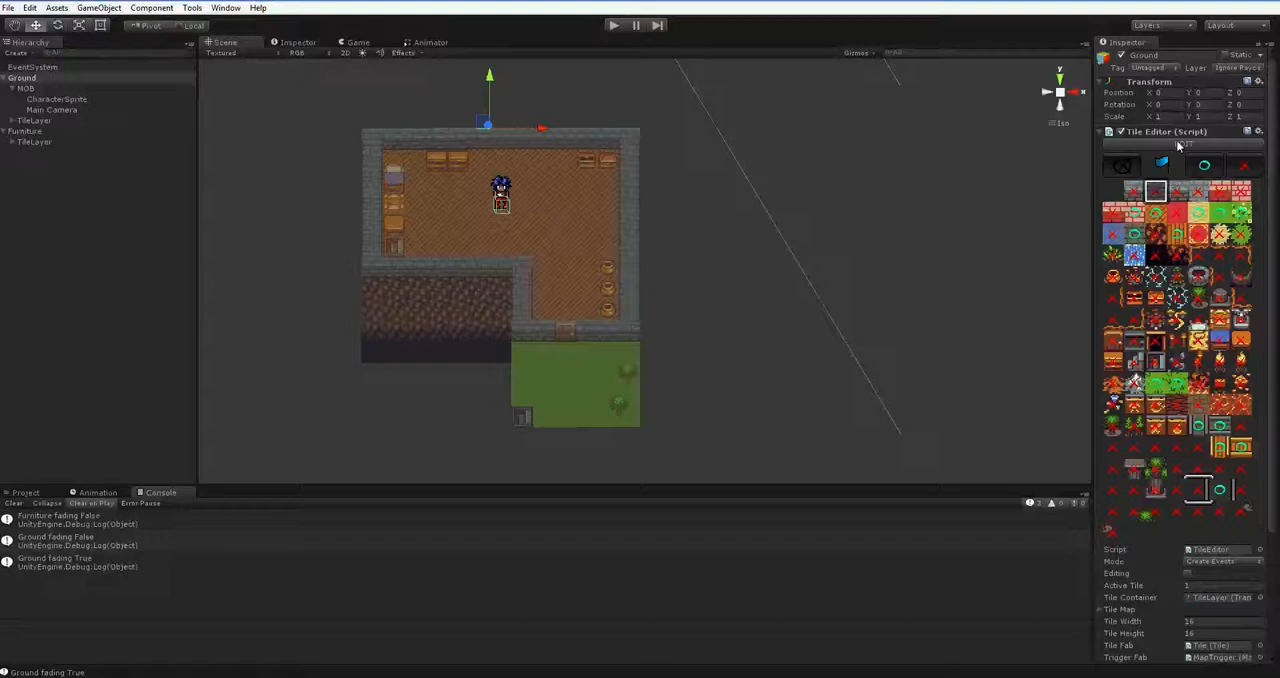 File Edit Assets GameObject Component Tools Window Help
Pivot Local Layers Layout
Hierarchy Scene Inspector Game Animator Inspector
Create Textured RGB 2D Effects Gizmos
EventSystem
Ground
MOB
CharacterSprite
Main Camera
TileLayer
Furniture
TileLayer
y
x
Iso
Ground Static
Tag Untagged Layer Ignore Rayca
Transform
Position X 0 Y 0 Z 0
Rotation X 0 Y 0 Z 0
Scale X 1 Y 1 Z 1
Tile Editor (Script)
Script TileEditor
Mode Create Events
Editing
Active Tile 1
Tile Container TileLayer (Tran
Tile Map
Tile Width 16
Tile Height 16
Tile Fab Tile (Tile)
Trigger Fab MapTrigger (M
Project Animation Console
Clear Collapse Clear on Play Error Pause
Furniture fading False
UnityEngine.Debug:Log(Object)
Ground fading False
UnityEngine.Debug:Log(Object)
Ground fading True
UnityEngine.Debug:Log(Object)
Ground fading True